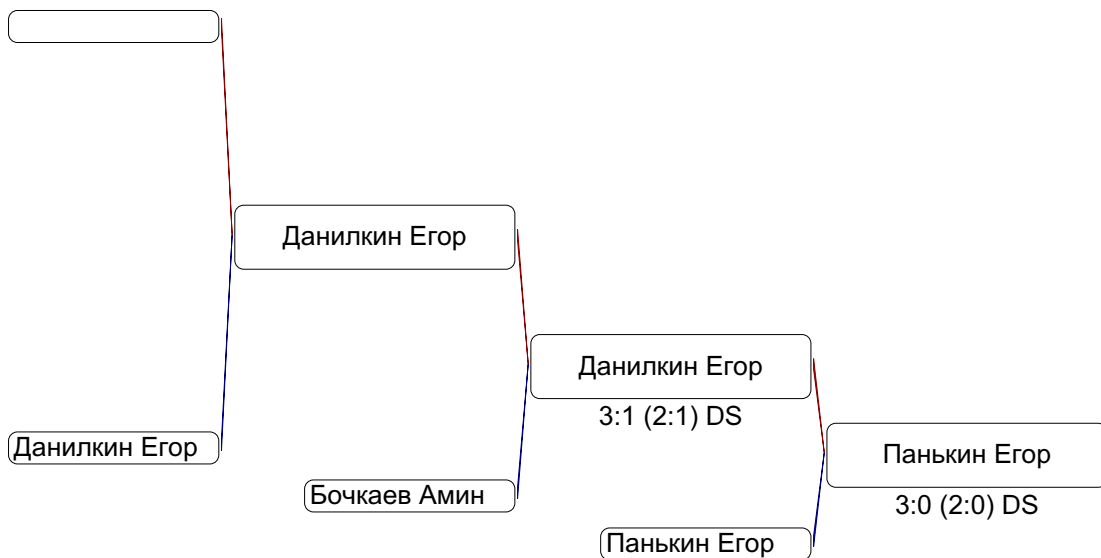 Данилкин Егор
Данилкин Егор
3:1 (2:1) DS
Данилкин Егор
Панькин Егор
Бочкаев Амин
3:0 (2:0) DS
Панькин Егор